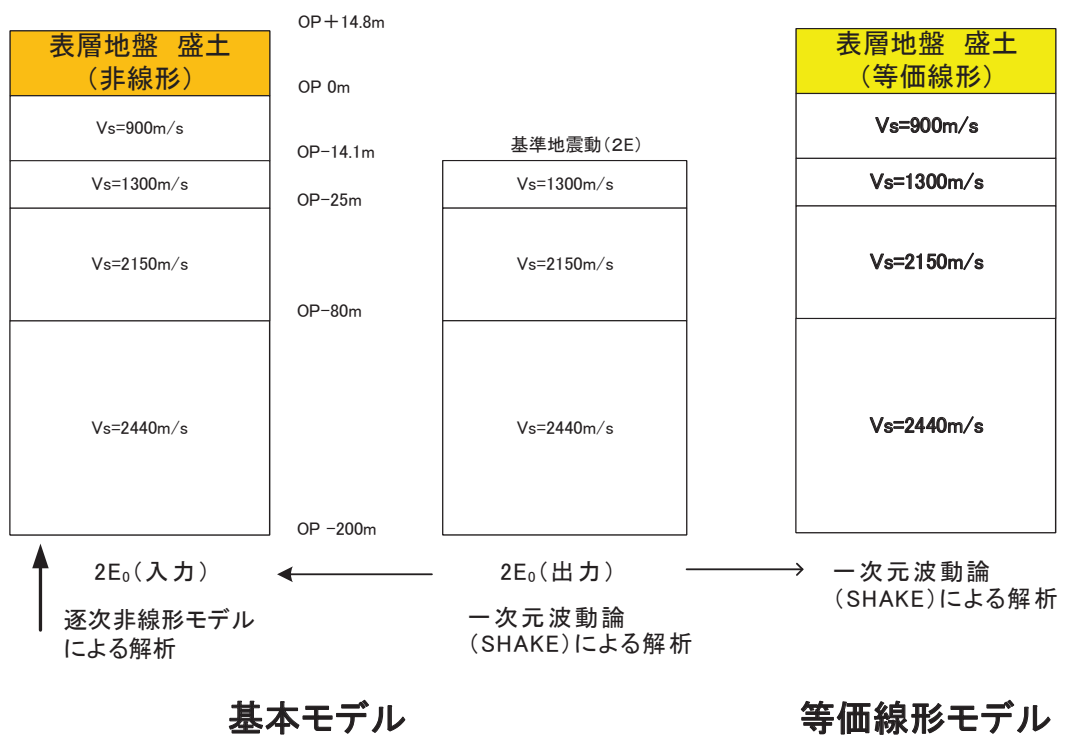 表層地盤 盛土
(非線形)
Vs=900m/s
Vs=1300m/s
Vs=2150m/s
Vs=2440m/s
OP+14.8m
OP 0m
OP-14.1m
OP-25m
OP-80m
OP -200m
基準地震動(2E)
Vs=1300m/s
Vs=2150m/s
Vs=2440m/s
表層地盤 盛土
(等価線形)
Vs=900m/s
Vs=1300m/s
Vs=2150m/s
Vs=2440m/s
2E₀(入力)
逐次非線形モデル
による解析
2E₀(出力)
一次元波動論
(SHAKE)による解析
一次元波動論
(SHAKE)による解析
基本モデル
等価線形モデル